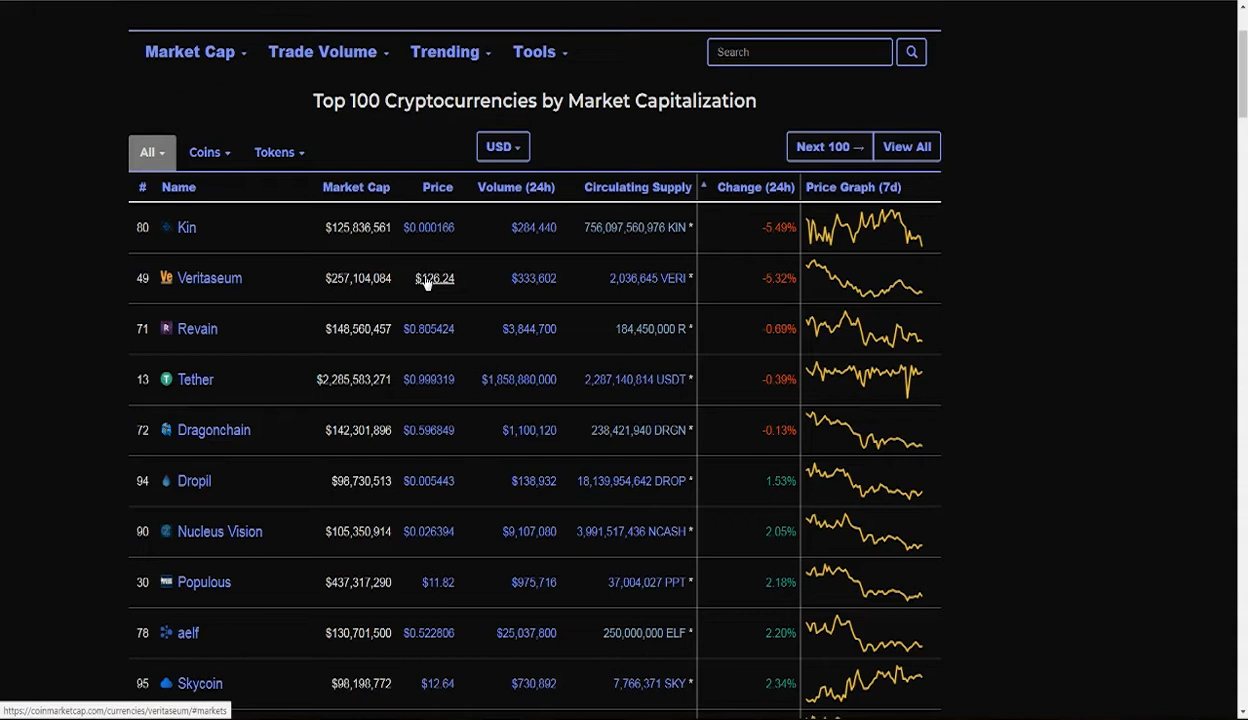 Market Cap Trade Volume Trending Tools Search
Top 100 Cryptocurrencies by Market Capitalization
All Coins Tokens USD Next 100 → View All
# Name Market Cap Price Volume (24h) Circulating Supply Change (24h) Price Graph (7d)
80 Kin $125,836,561 $0.000166 $284,440 756,097,560,976 KIN * -5.49%
49 Ve Veritaseum $257,104,084 $126.24 $333,602 2,036,645 VERI * -5.32%
71 R Revain $148,560,457 $0.805424 $3,844,700 184,450,000 R * -0.69%
13 T Tether $2,285,583,271 $0.999319 $1,858,880,000 2,287,140,814 USDT * -0.39%
72 Dragonchain $142,301,896 $0.596849 $1,100,120 238,421,940 DRGN * -0.13%
94 Dropil $98,730,513 $0.005443 $138,932 18,139,954,642 DROP * 1.53%
90 Nucleus Vision $105,350,914 $0.026394 $9,107,080 3,991,517,436 NCASH * 2.05%
30 Populous $437,317,290 $11.82 $975,716 37,004,027 PPT * 2.18%
78 aelf $130,701,500 $0.522806 $25,037,800 250,000,000 ELF * 2.20%
95 Skycoin $98,198,772 $12.64 $730,892 7,766,371 SKY * 2.34%
https://coinmarketcap.com/currencies/veritaseum/#markets